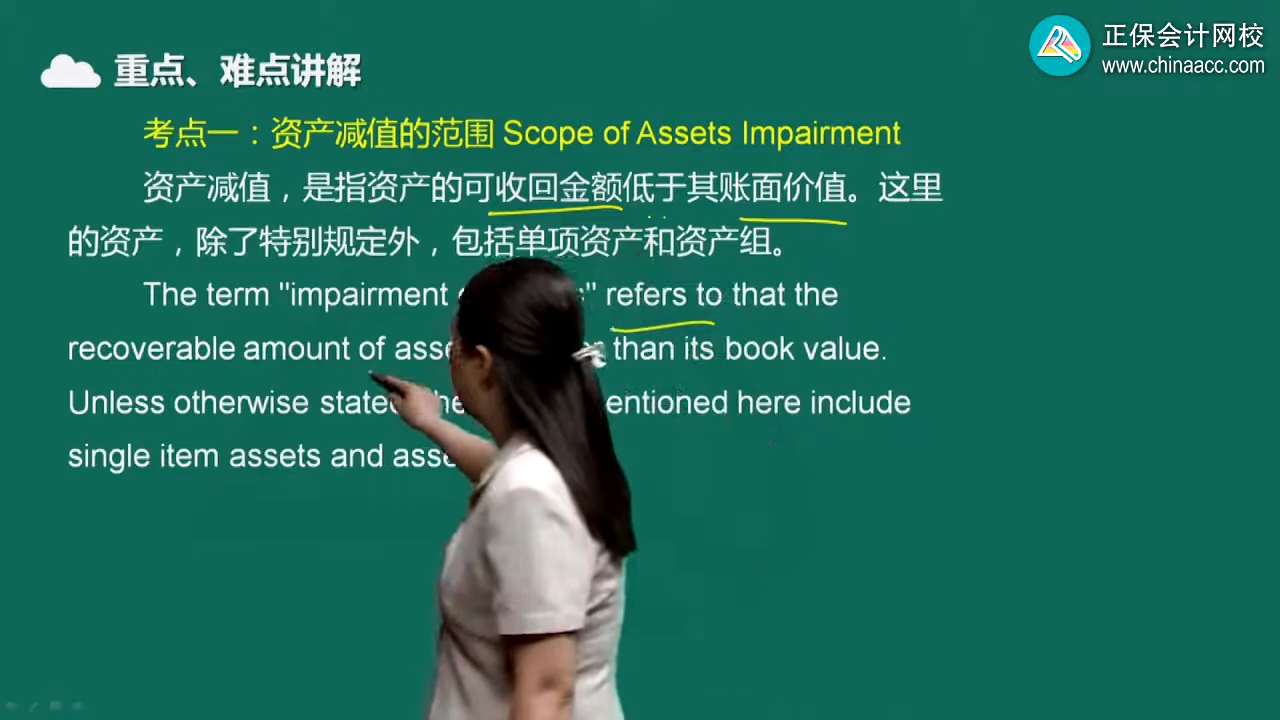 正保会计网校
www.chinaacc.com
重点、难点讲解
考点一：资产减值的范围 Scope of Assets Impairment
资产减值，是指资产的可收回金额低于其账面价值。这里
的资产，除了特别规定外，包括单项资产和资产组。
The term "impairment " refers to that the
recoverable amount of than its book value.
Unless otherwise here include
single item assets and